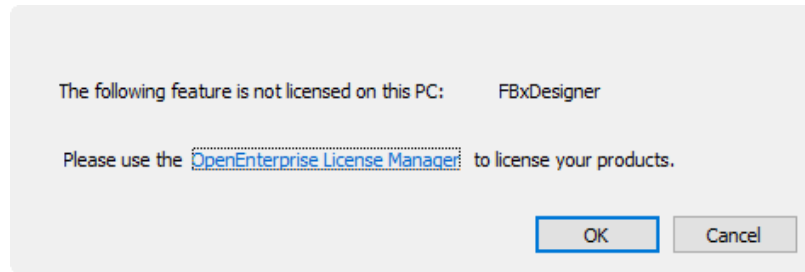 The following feature is not licensed on this PC: FBxDesigner
Please use the OpenEnterprise License Manager to license your products.
OK Cancel